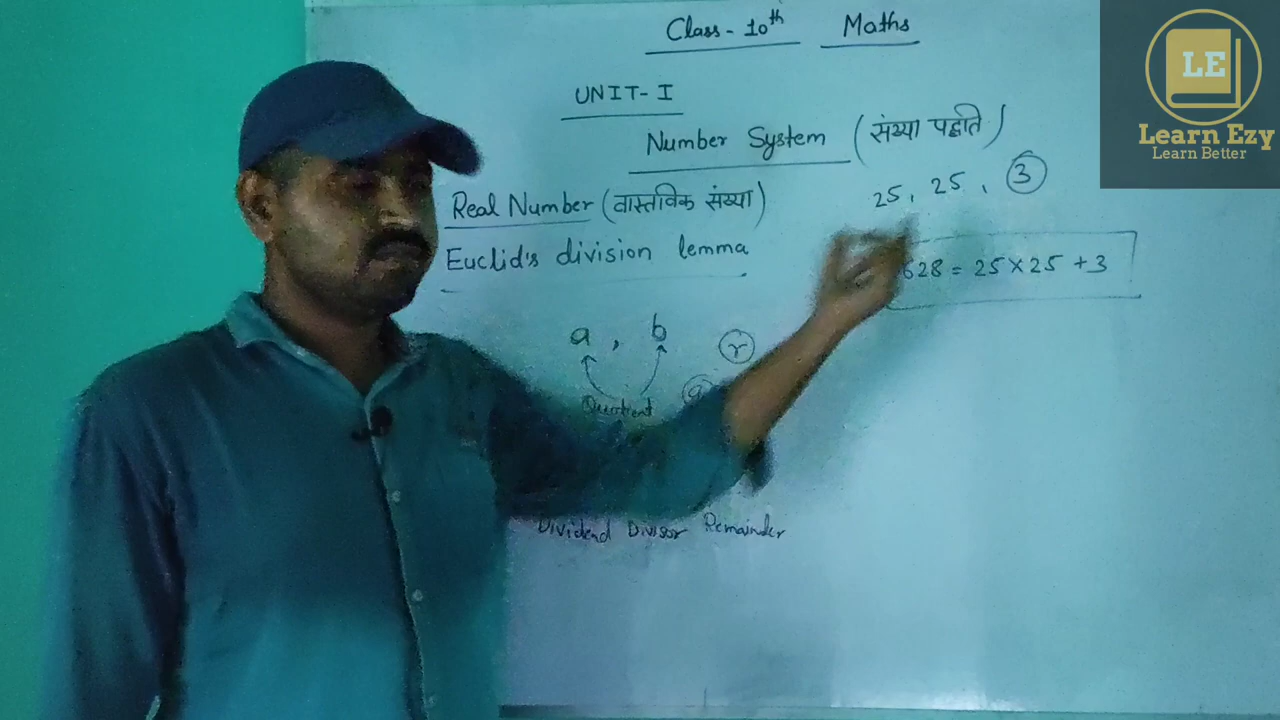 Class-10th Maths
UNIT-I
Number System (संख्या पद्धति)
Real Number (वास्तविक संख्या)
25, 25, 3
Euclid's division lemma
628 = 25×25 +3
a, b
r
q
Quotient
Dividend Divisor Remainder
LE
Learn Ezy
Learn Better